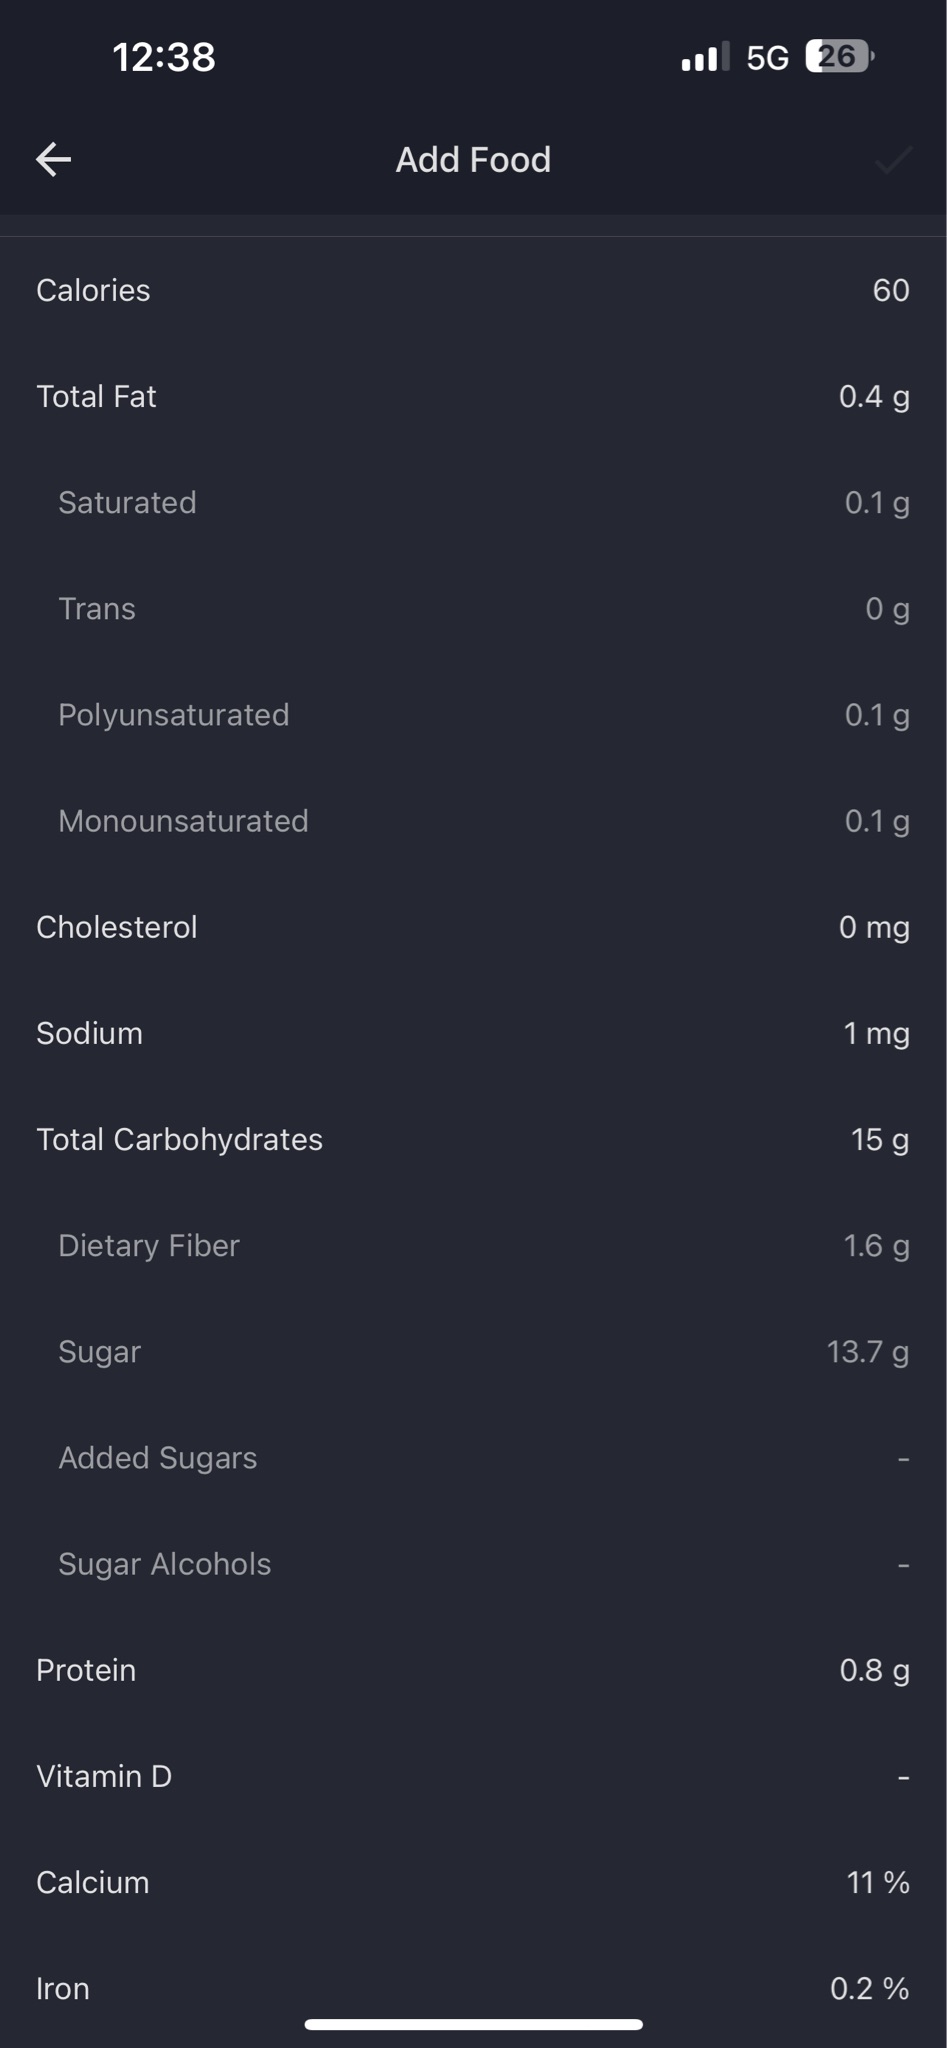 12:38 5G 26
Add Food
Calories 60
Total Fat 0.4 g
Saturated 0.1 g
Trans 0 g
Polyunsaturated 0.1 g
Monounsaturated 0.1 g
Cholesterol 0 mg
Sodium 1 mg
Total Carbohydrates 15 g
Dietary Fiber 1.6 g
Sugar 13.7 g
Added Sugars -
Sugar Alcohols -
Protein 0.8 g
Vitamin D -
Calcium 11 %
Iron 0.2 %